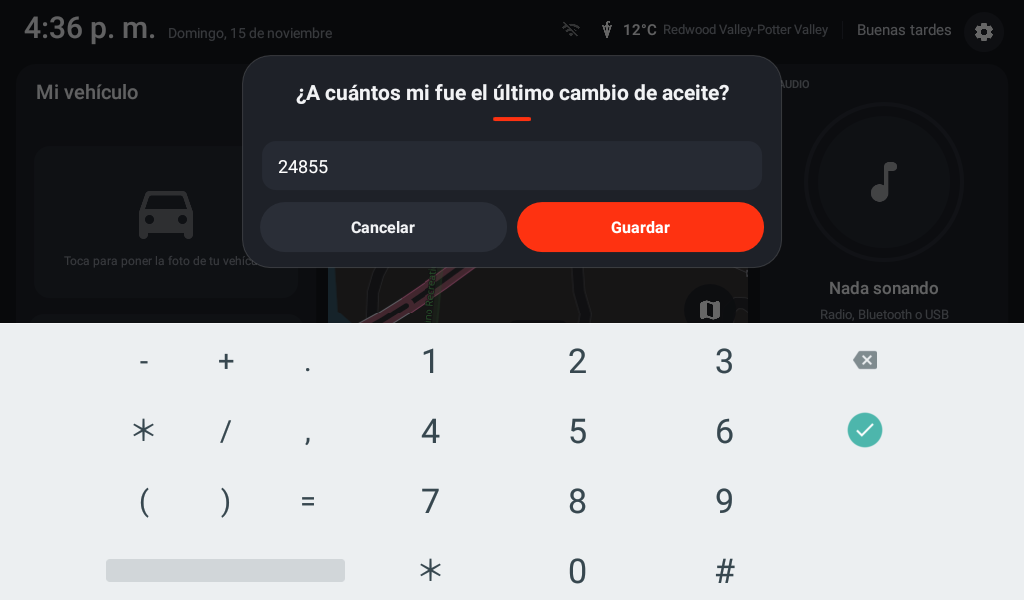 4:36 p. m.
Domingo, 15 de noviembre
12°C Redwood Valley-Potter Valley
Buenas tardes
Mi vehículo
AUDIO
¿A cuántos mi fue el último cambio de aceite?
24855
Cancelar
Guardar
Toca para poner la foto de tu vehíc
Nada sonando
Radio, Bluetooth o USB
- + . 1 2 3
* / , 4 5 6
( ) = 7 8 9
* 0 #